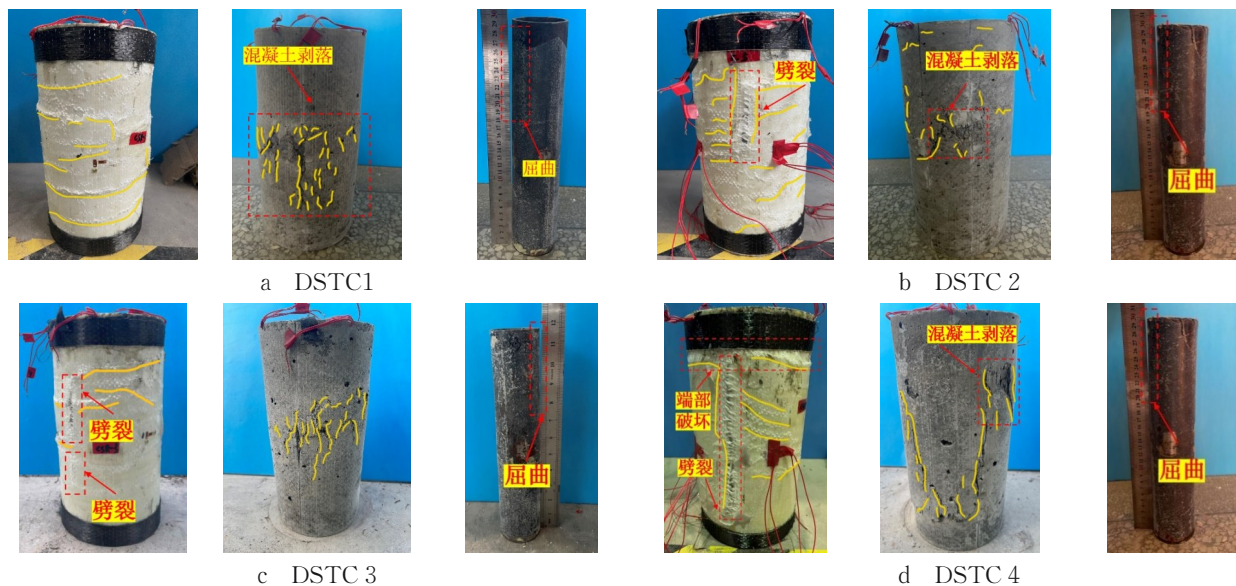 混凝土剥落
屈曲
劈裂
混凝土剥落
屈曲
a DSTC1
b DSTC 2
劈裂
劈裂
屈曲
端部
破坏
劈裂
混凝土剥落
屈曲
c DSTC 3
d DSTC 4